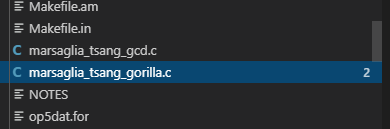 Makefile.am
Makefile.in
C marsaglia_tsang_gcd.c
C marsaglia_tsang_gorilla.c 2
NOTES
op5dat.for